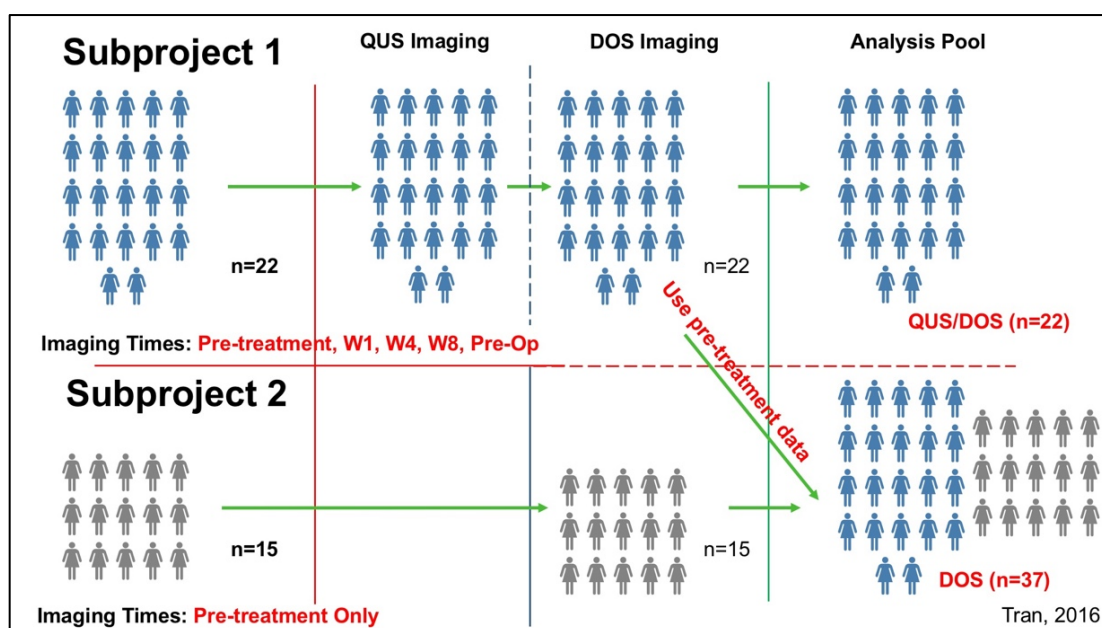 Subproject 1
QUS Imaging
DOS Imaging
Analysis Pool
n=22
n=22
QUS/DOS (n=22)
Imaging Times: Pre-treatment, W1, W4, W8, Pre-Op
Use pre-treatment data
Subproject 2
n=15
n=15
DOS (n=37)
Imaging Times: Pre-treatment Only
Tran, 2016